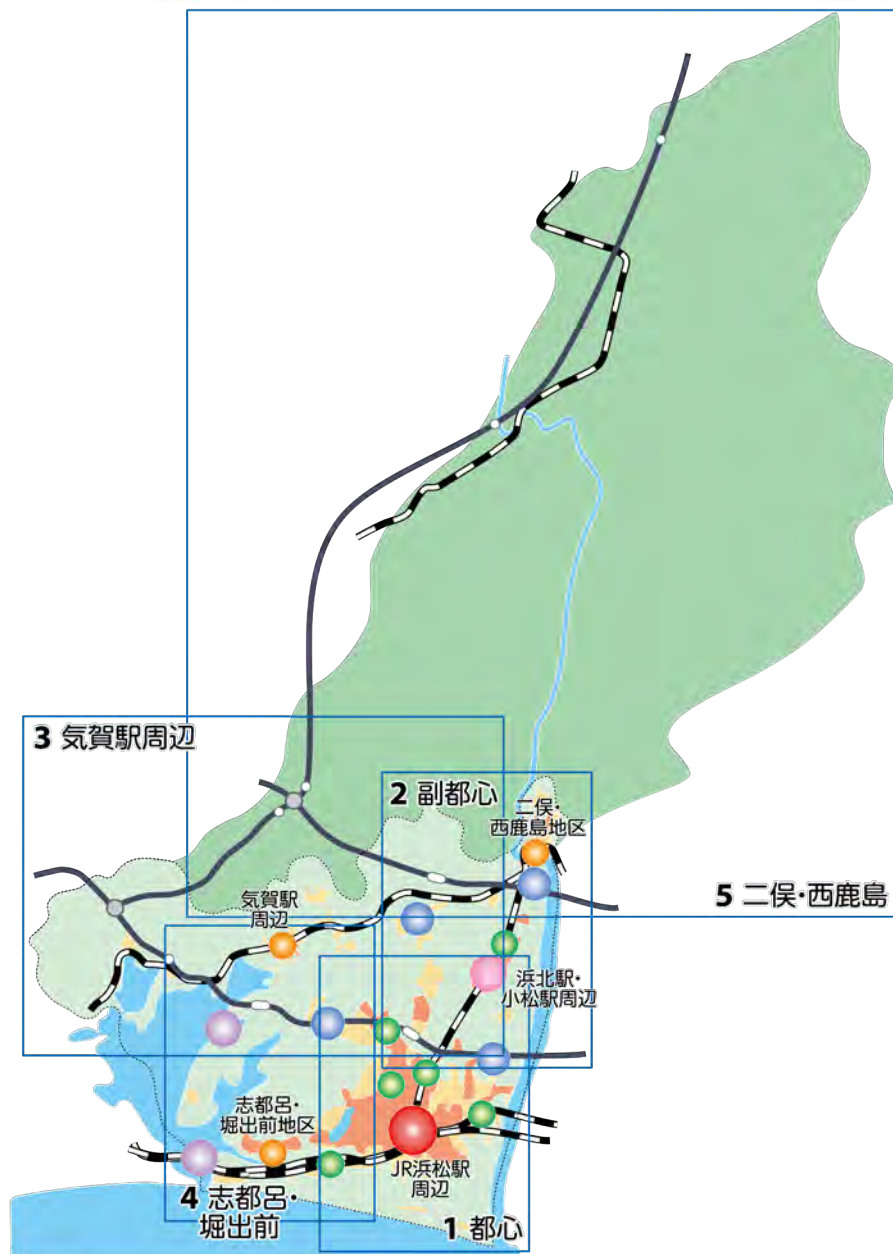 3 気賀駅周辺
2 副都心
二俣・
西鹿島地区
5 二俣・西鹿島
気賀駅
周辺
浜北駅・
小松駅周辺
志都呂・
堀出前地区
JR浜松駅
周辺
4 志都呂・
堀出前
1 都心